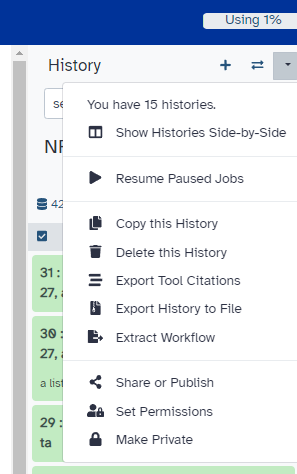 Using 1%
History
se
You have 15 histories.
Show Histories Side-by-Side
Resume Paused Jobs
Copy this History
Delete this History
Export Tool Citations
Export History to File
Extract Workflow
Share or Publish
Set Permissions
Make Private
42
31 :
27, a
30 :
27, a
a list
29 :
ta